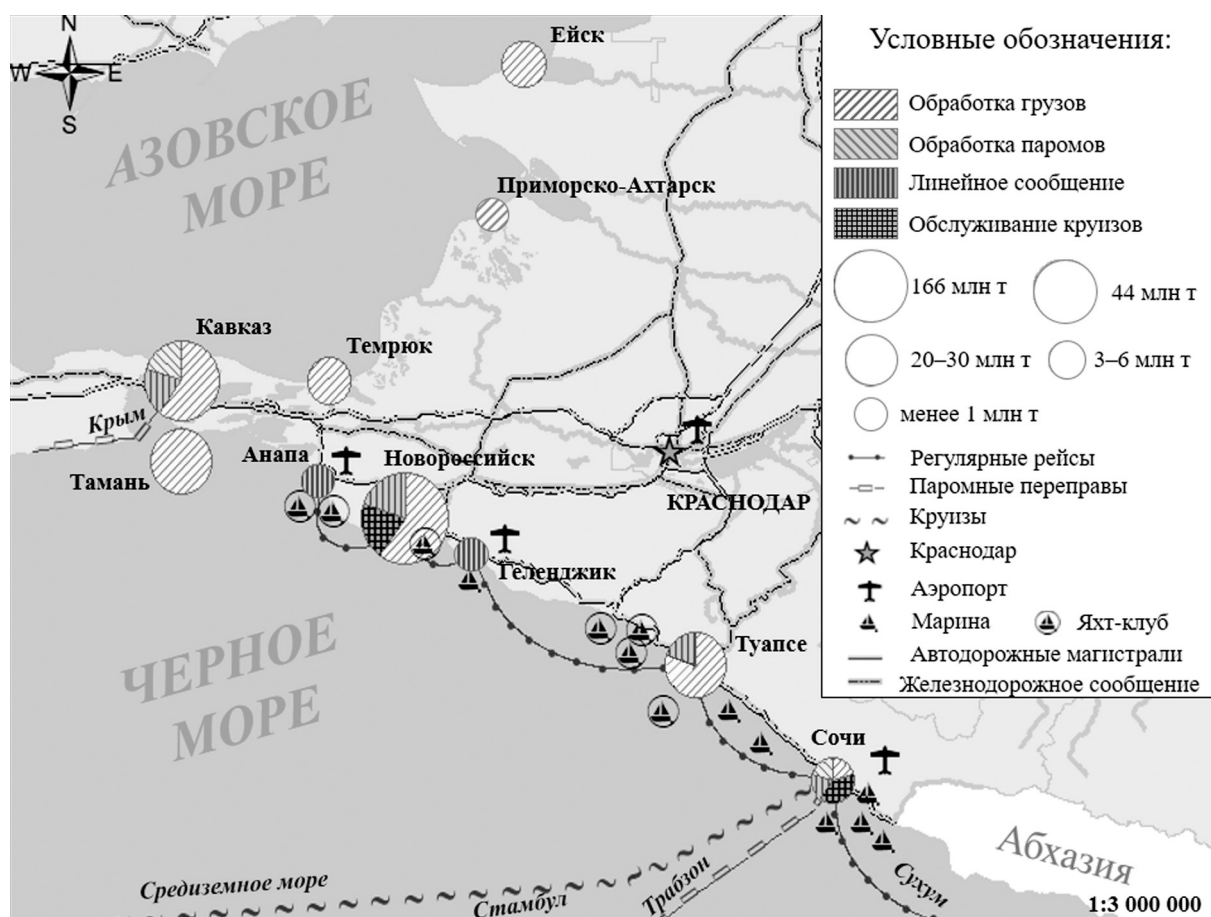 N
W
E
S
АЗОВСКОЕ
МОРЕ
Ейск
Приморско-Ахтарск
Кавказ
Темрюк
Крым
Тамань
Анапа
Новороссийск
КРАСНОДАР
Геленджик
Туапсе
ЧЕРНОЕ
МОРЕ
Сочи
Средиземное море
Стамбул
Трабзон
Сухум
Абхазия
1:3 000 000
Условные обозначения:
Обработка грузов
Обработка паромов
Линейное сообщение
Обслуживание круизов
166 млн т
44 млн т
20–30 млн т
3–6 млн т
менее 1 млн т
Регулярные рейсы
Паромные переправы
Круизы
Краснодар
Аэропорт
Марина
Яхт-клуб
Автодорожные магистрали
Железнодорожное сообщение